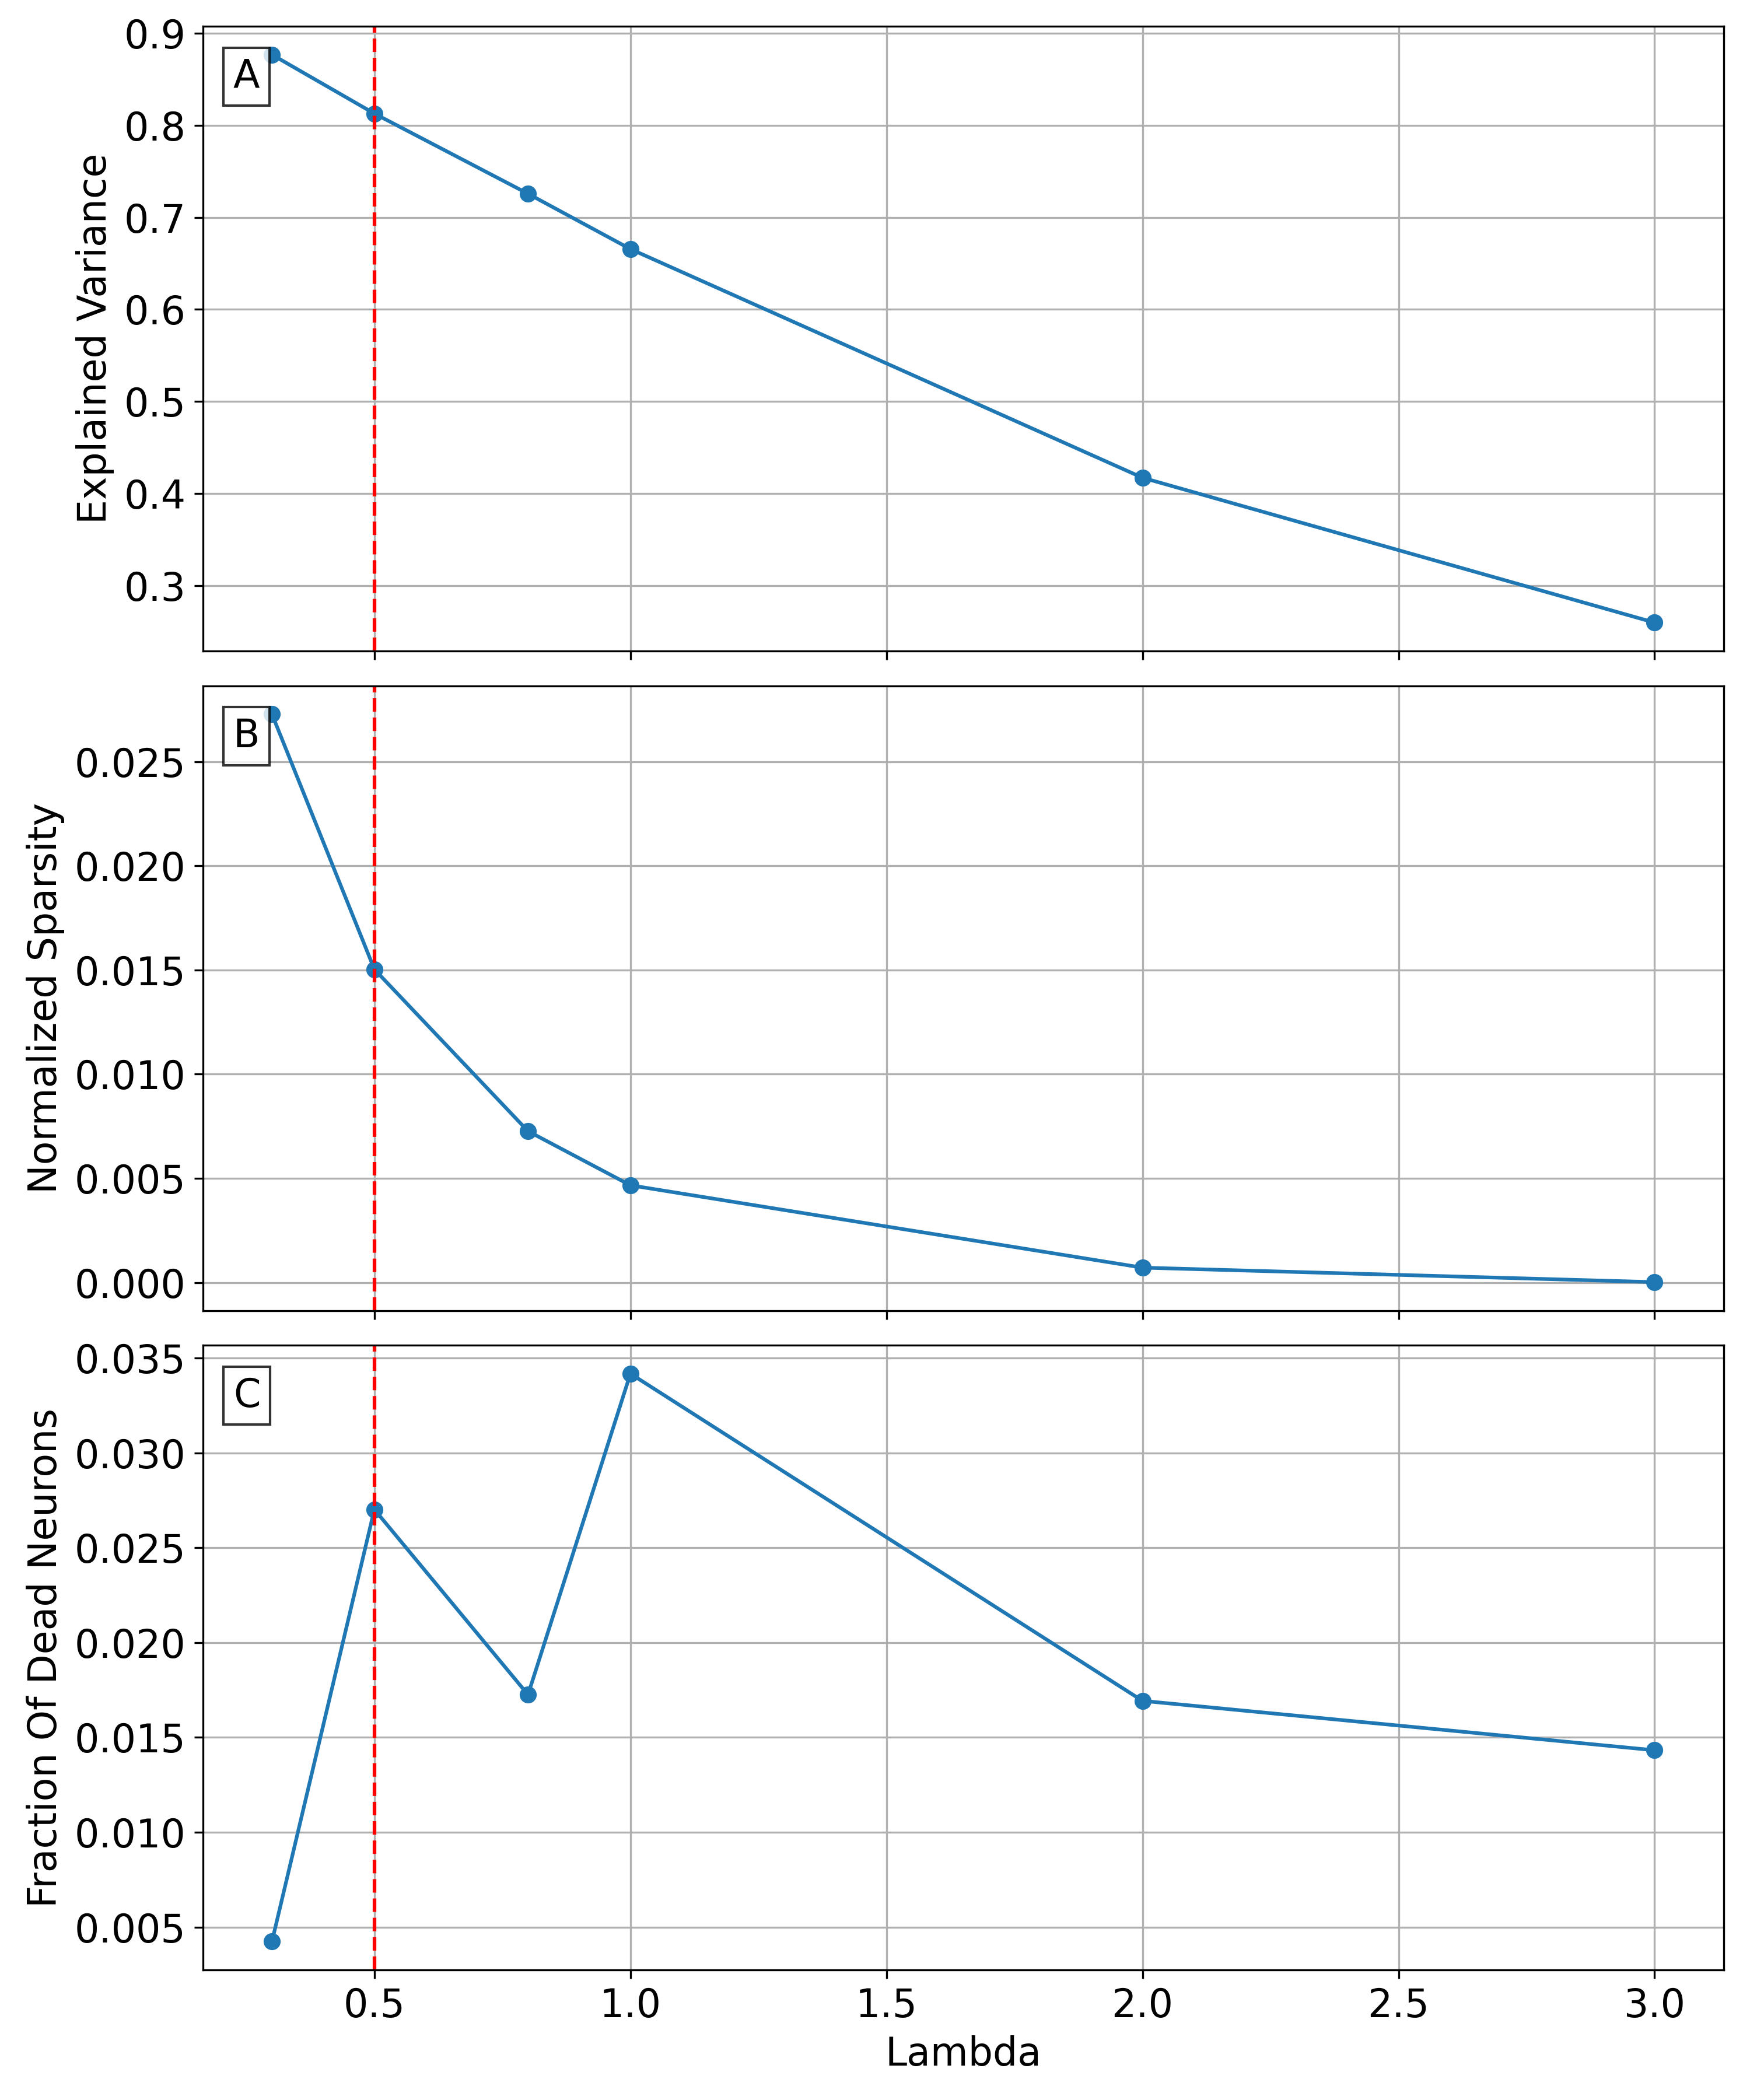 A
Explained Variance
0.9
0.8
0.7
0.6
0.5
0.4
0.3
B
Normalized Sparsity
0.025
0.020
0.015
0.010
0.005
0.000
C
Fraction Of Dead Neurons
0.035
0.030
0.025
0.020
0.015
0.010
0.005
0.5 1.0 1.5 2.0 2.5 3.0
Lambda